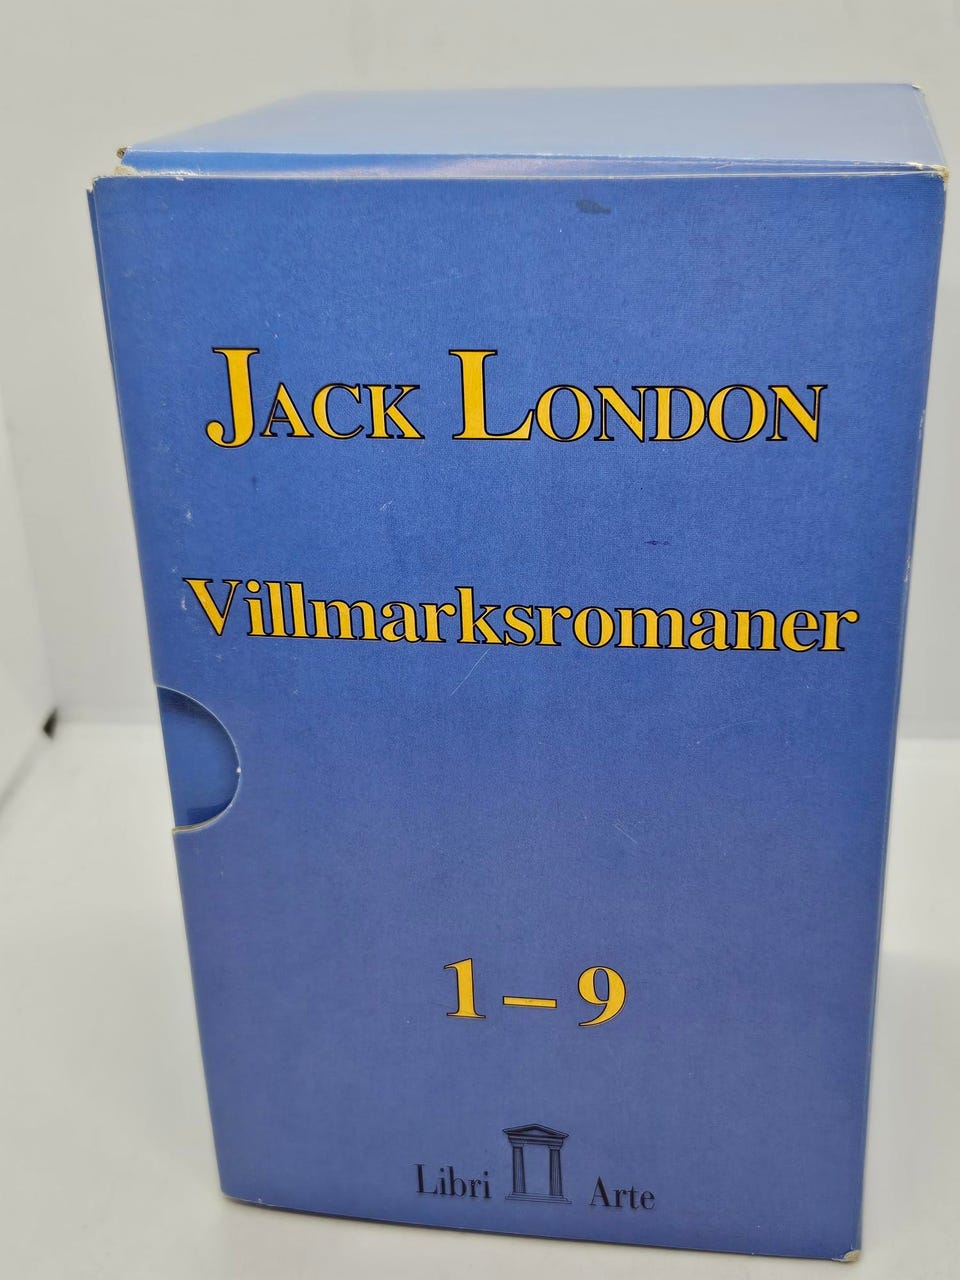 JACK LONDON
Villmarksromaner
1 – 9
Libri Arte